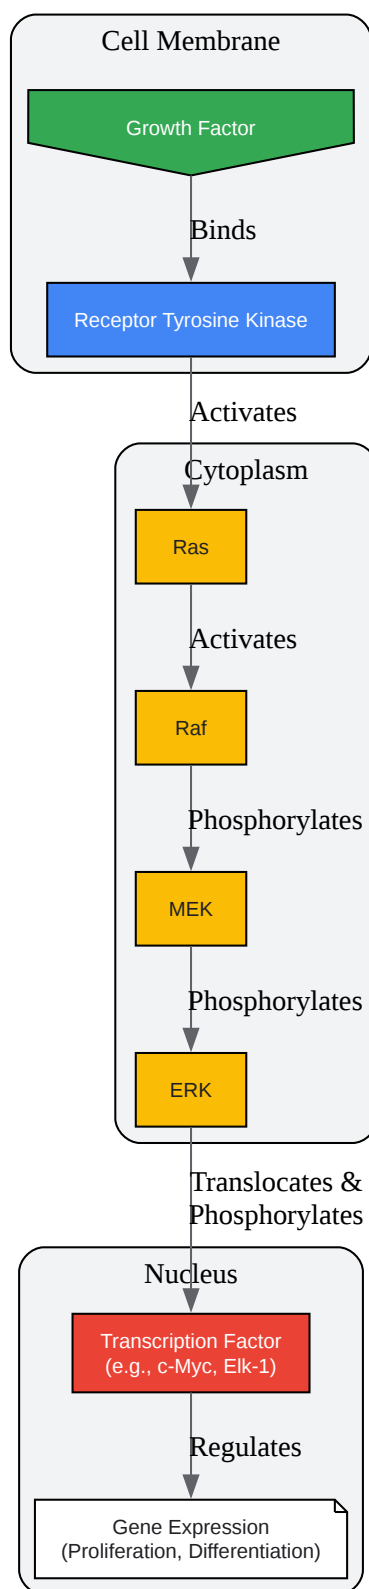 Cell Membrane
Growth Factor
Binds
Receptor Tyrosine Kinase
Activates
Cytoplasm
Ras
Activates
Raf
Phosphorylates
MEK
Phosphorylates
ERK
Translocates &
Phosphorylates
Nucleus
Transcription Factor
(e.g., c-Myc, Elk-1)
Regulates
Gene Expression
(Proliferation, Differentiation)